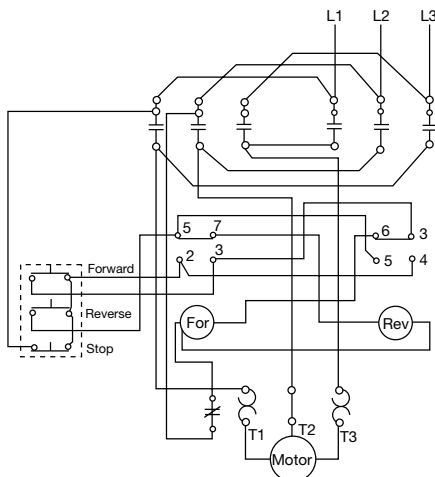 L1 L2 L3
5 7 6 3
2 3 5 4
Forward
Reverse
Stop
For Rev
T1 T2 T3
Motor